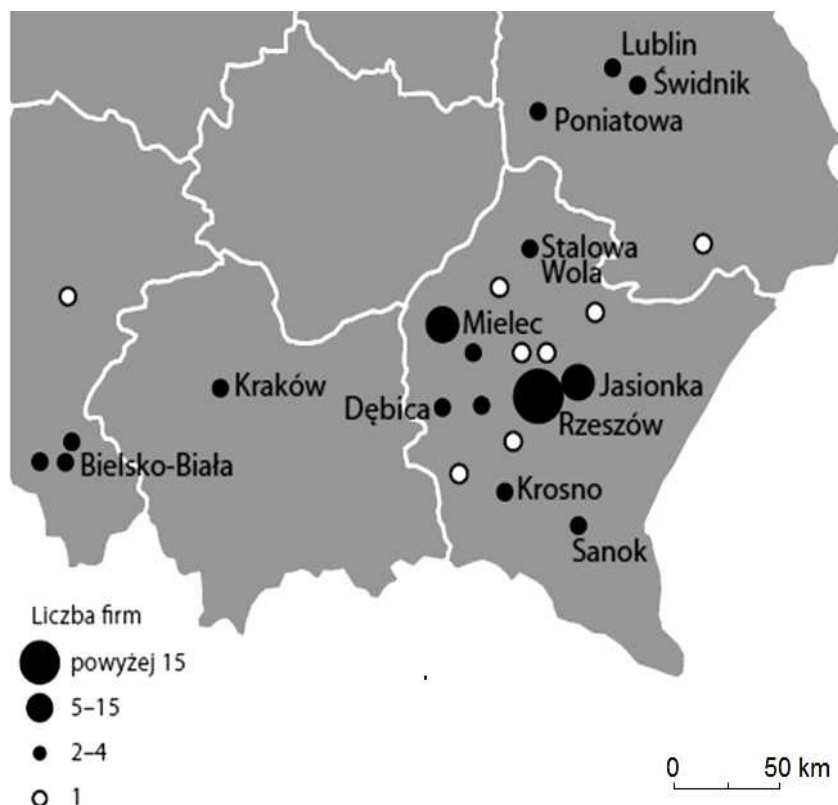 Lublin
Świdnik
Poniatowa
Stalowa
Wola
Mielec
Jasionka
Kraków
Dębica
Rzeszów
Bielsko-Biała
Krosno
Sanok
Liczba firm
powyżej 15
5–15
2–4
1
0 50 km